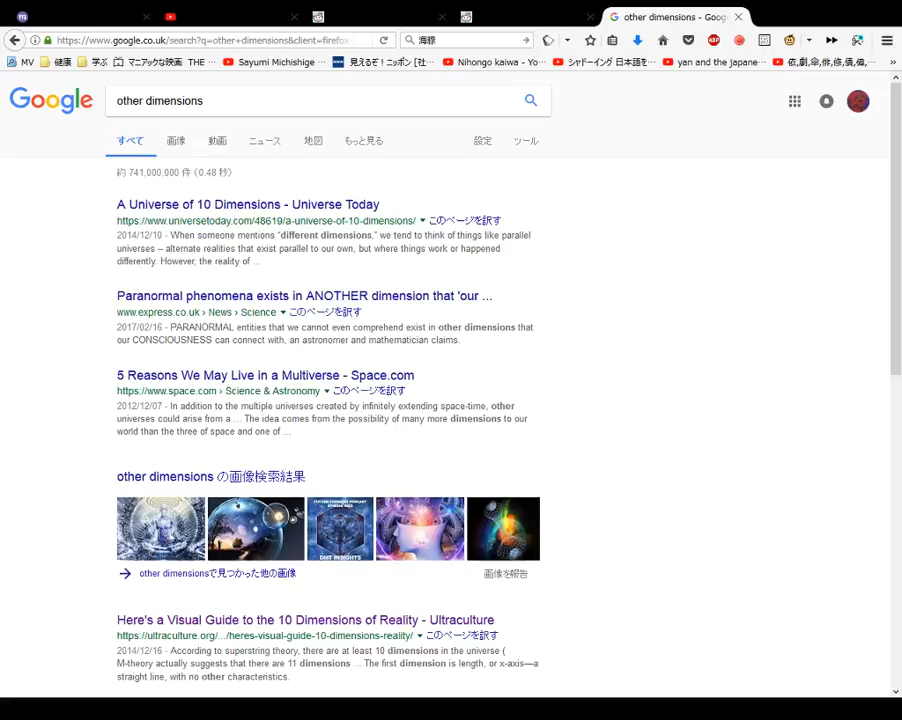 other dimensions - Goog
https://www.google.co.uk/search?q=other+dimensions&client=firefox-
海豚
MV
健康
学ぶ
マニアックな映画
THE ー
Sayumi Michishige ...
見えるぞ！ニッポン [社...
Nihongo kaiwa - Yo...
シャドーイング 日本語を...
yan and the japane...
Google
other dimensions
すべて
画像
動画
ニュース
地図
もっと見る
設定
ツール
約 741,000,000 件 （0.48 秒）
A Universe of 10 Dimensions - Universe Today
https://www.universetoday.com/48619/a-universe-of-10-dimensions/ ▼ このページを訳す
2014/12/10 - When someone mentions “different dimensions,” we tend to think of things like parallel
universes – alternate realities that exist parallel to our own, but where things work or happened
differently. However, the reality of ...
Paranormal phenomena exists in ANOTHER dimension that 'our ...
www.express.co.uk › News › Science ▼ このページを訳す
2017/02/16 - PARANORMAL entities that we cannot even comprehend exist in other dimensions that
our CONSCIOUSNESS can connect with, an astronomer and mathematician claims.
5 Reasons We May Live in a Multiverse - Space.com
https://www.space.com › Science & Astronomy ▼ このページを訳す
2012/12/07 - In addition to the multiple universes created by infinitely extending space-time, other
universes could arise from a ... The idea comes from the possibility of many more dimensions to our
world than the three of space and one of ...
other dimensions の画像検索結果
DMT INSIGHTS
→ other dimensionsで見つかった他の画像
画像を報告
Here's a Visual Guide to the 10 Dimensions of Reality - Ultraculture
https://ultraculture.org/.../heres-visual-guide-10-dimensions-reality/ ▼ このページを訳す
2014/12/16 - According to superstring theory, there are at least 10 dimensions in the universe (
M-theory actually suggests that there are 11 dimensions ... The first dimension is length, or x-axis—a
straight line, with no other characteristics.